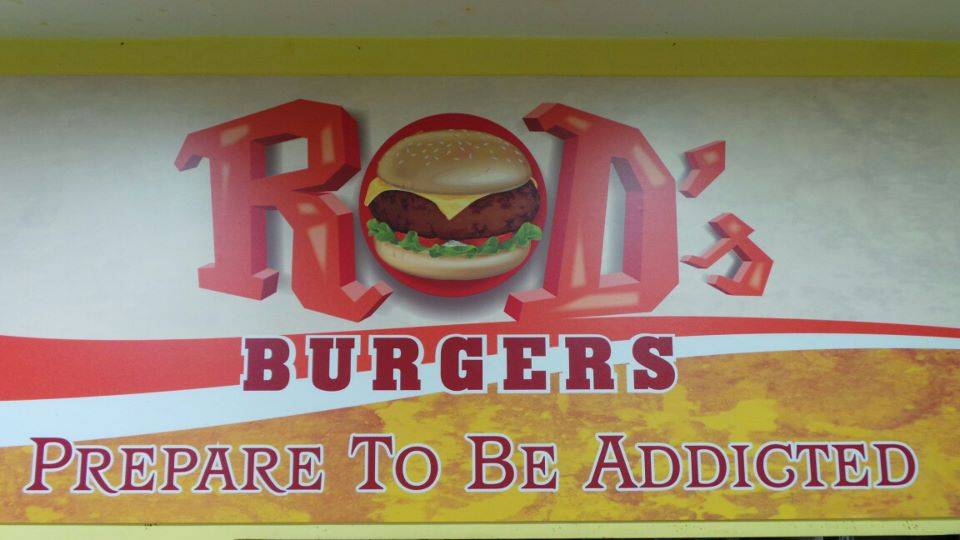 ROD's
BURGERS
PREPARE TO BE ADDICTED